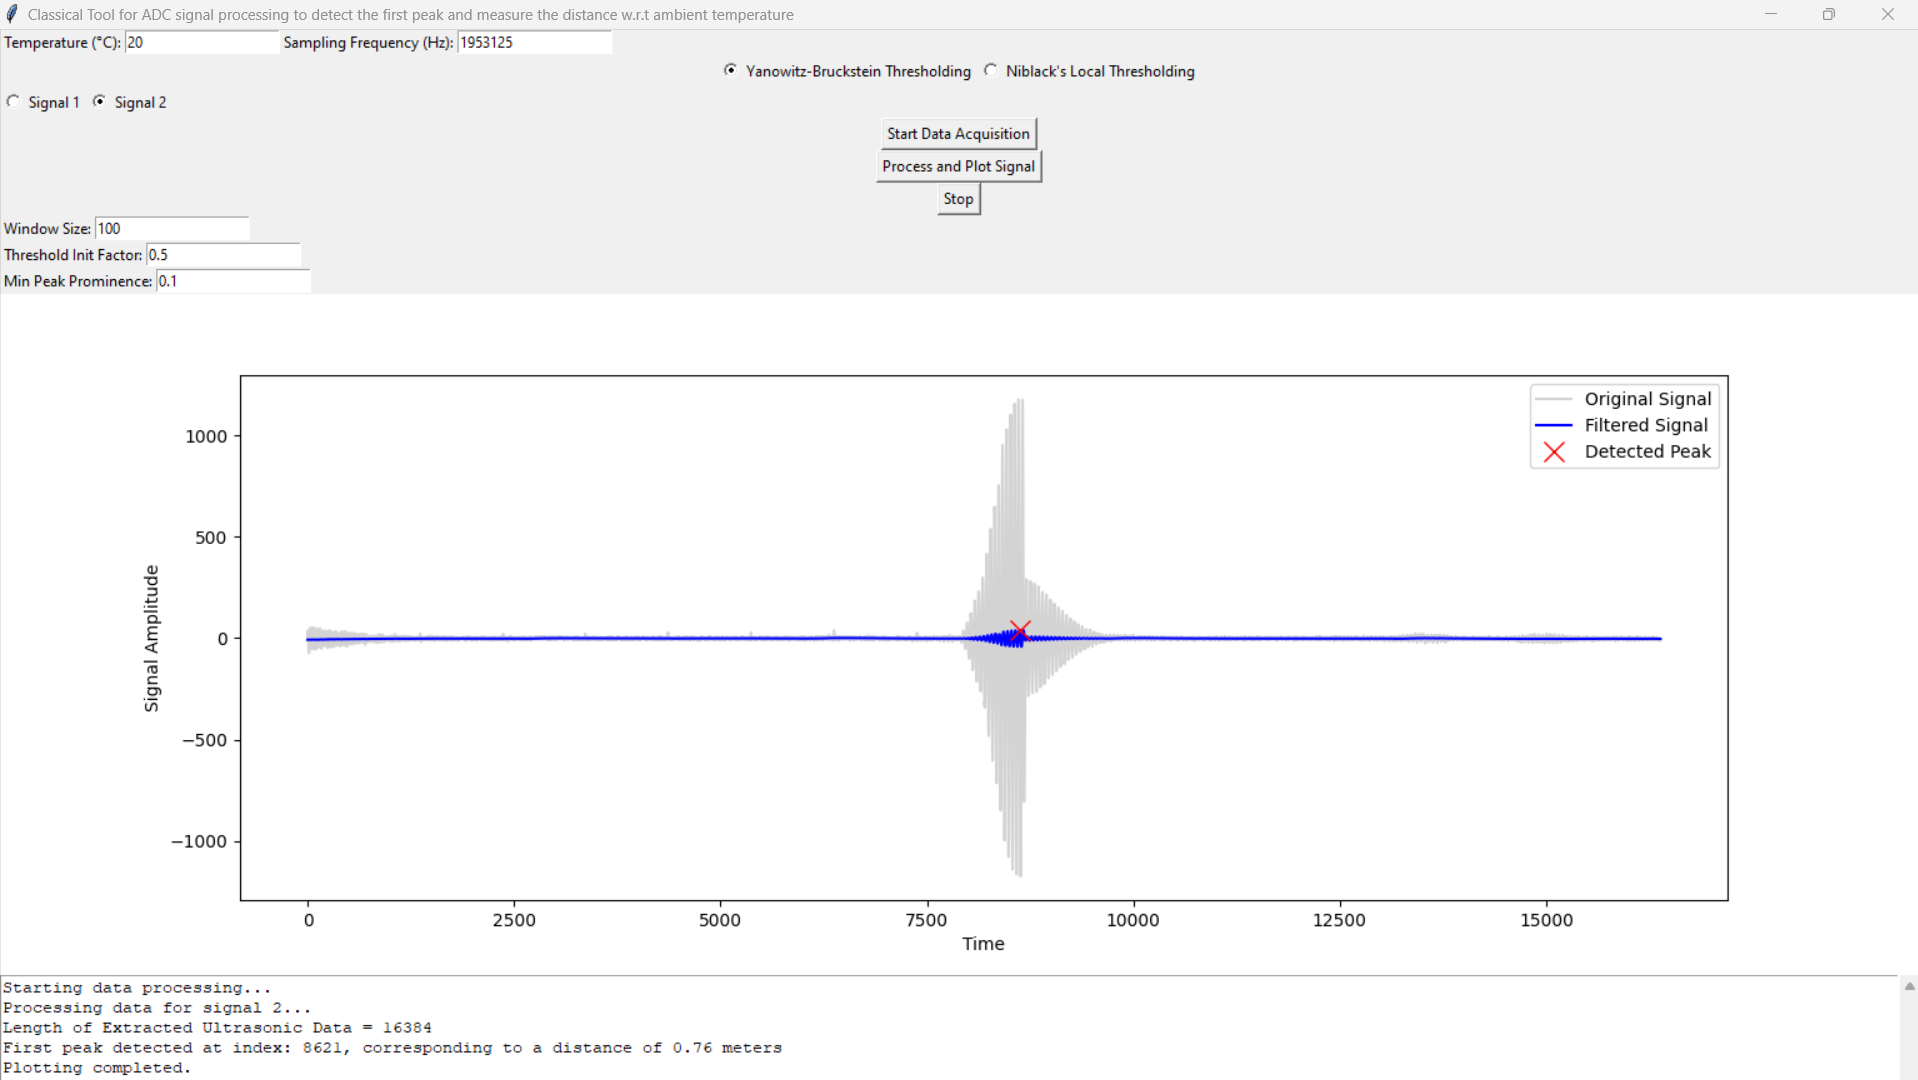 Classical Tool for ADC signal processing to detect the first peak and measure the distance w.r.t ambient temperature
Temperature (°C): 20 Sampling Frequency (Hz): 1953125
Yanowitz-Bruckstein Thresholding Niblack's Local Thresholding
Signal 1 Signal 2
Start Data Acquisition
Process and Plot Signal
Stop
Window Size: 100
Threshold Init Factor: 0.5
Min Peak Prominence: 0.1
Original Signal
Filtered Signal
Detected Peak
1000
500
0
−500
−1000
Signal Amplitude
0 2500 5000 7500 10000 12500 15000
Time
Starting data processing...
Processing data for signal 2...
Length of Extracted Ultrasonic Data = 16384
First peak detected at index: 8621, corresponding to a distance of 0.76 meters
Plotting completed.